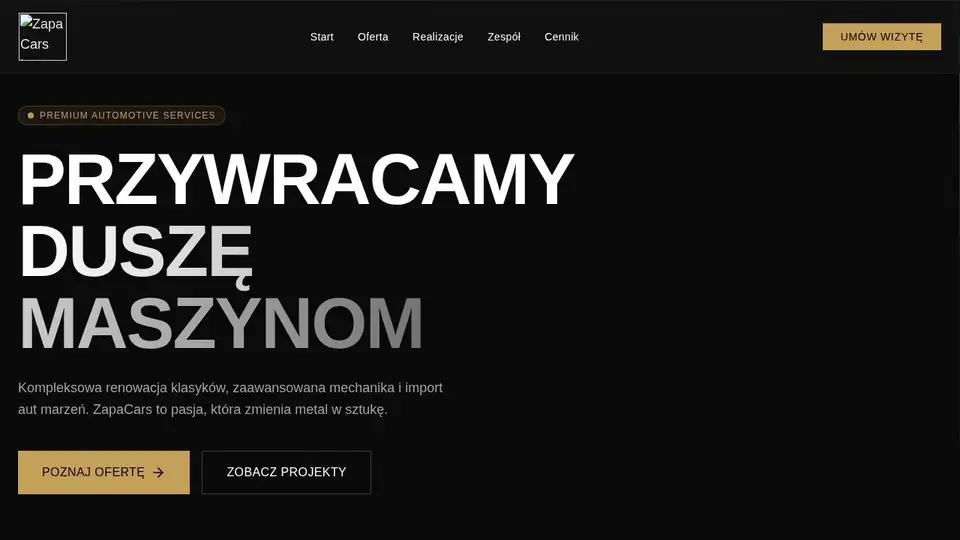 Zapa
Cars
Start
Oferta
Realizacje
Zespół
Cennik
UMÓW WIZYTĘ
PREMIUM AUTOMOTIVE SERVICES
PRZYWRACAMY
DUSZĘ
MASZYNOM
Kompleksowa renowacja klasyków, zaawansowana mechanika i import
aut marzeń. ZapaCars to pasja, która zmienia metal w sztukę.
POZNAJ OFERTĘ
ZOBACZ PROJEKTY